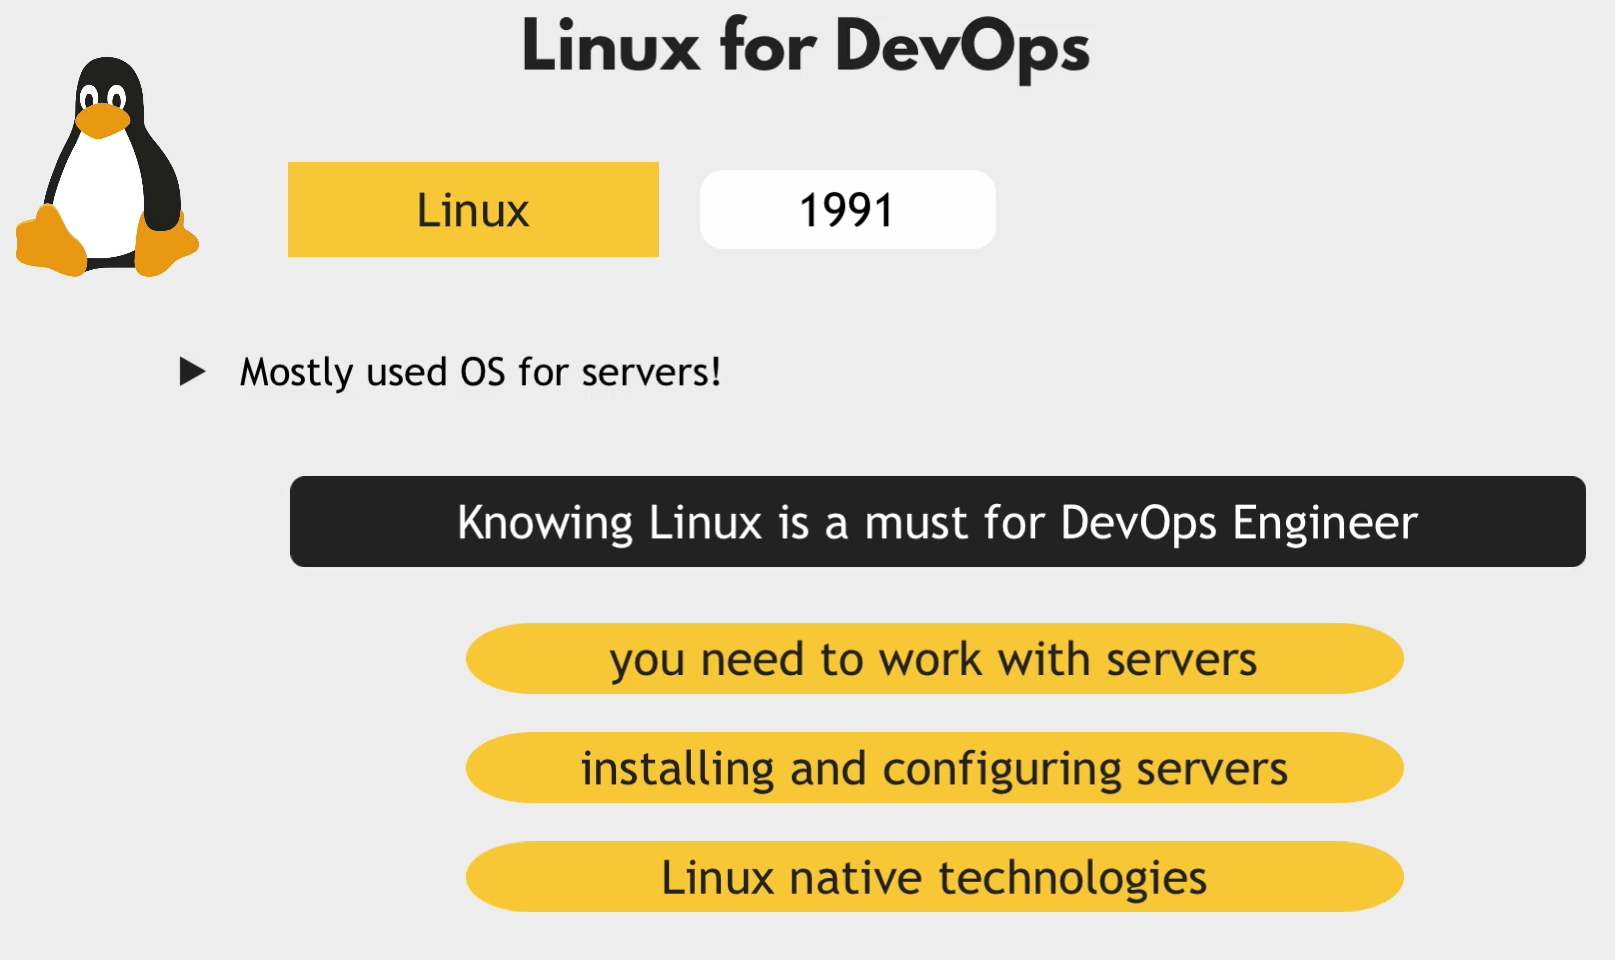 Linux for DevOps
Linux
1991
Mostly used OS for servers!
Knowing Linux is a must for DevOps Engineer
you need to work with servers
installing and configuring servers
Linux native technologies